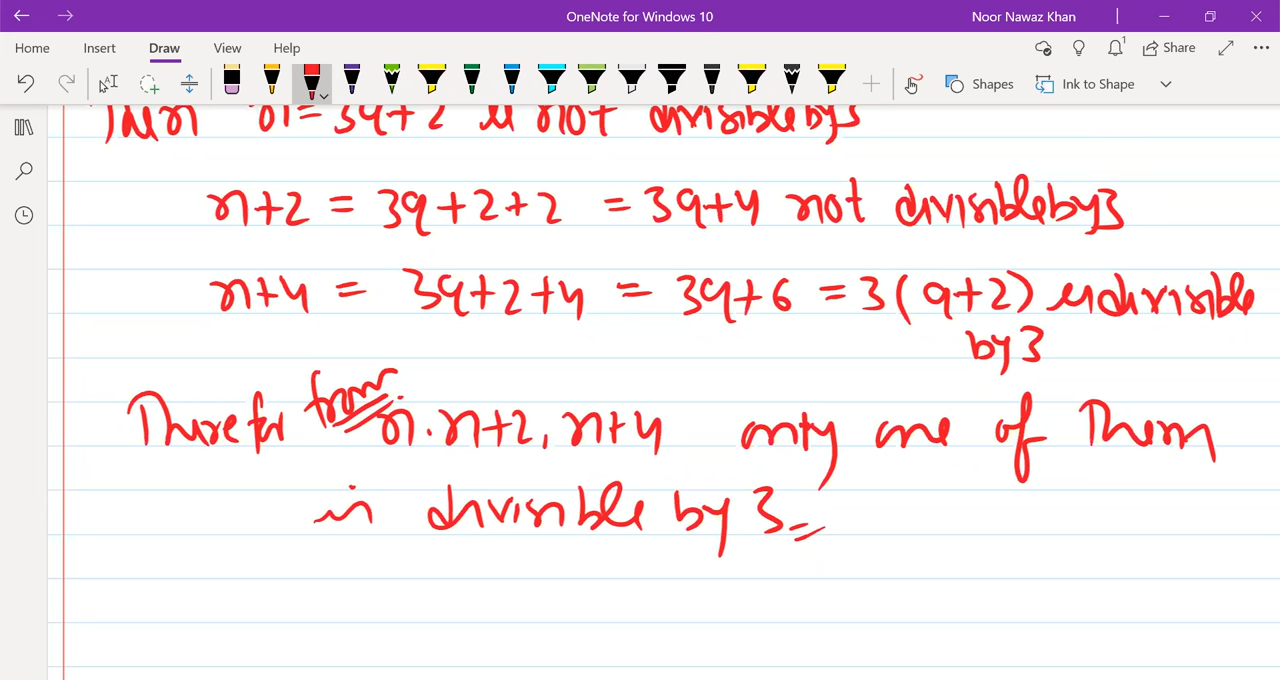 OneNote for Windows 10
Noor Nawaz Khan
Home Insert Draw View Help
1
Share
Shapes
Ink to Shape
Then n = 3q+2 is not divisible by 3
n+2 = 3q+2+2 = 3q+4 not divisible by 3
n+4 = 3q+2+4 = 3q+6 = 3(q+2) is divisible
by 3
Therefor from n, n+2, n+4 only one of Them
is divisible by 3